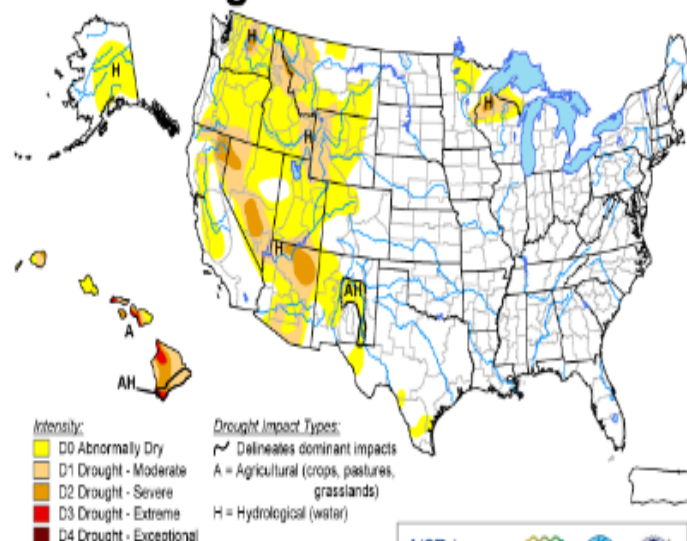 H
H
H
H
H
AH
A
AH
Intensity:
D0 Abnormally Dry
D1 Drought - Moderate
D2 Drought - Severe
D3 Drought - Extreme
D4 Drought - Exceptional
Drought Impact Types:
Delineates dominant impacts
A = Agricultural (crops, pastures,
grasslands)
H = Hydrological (water)